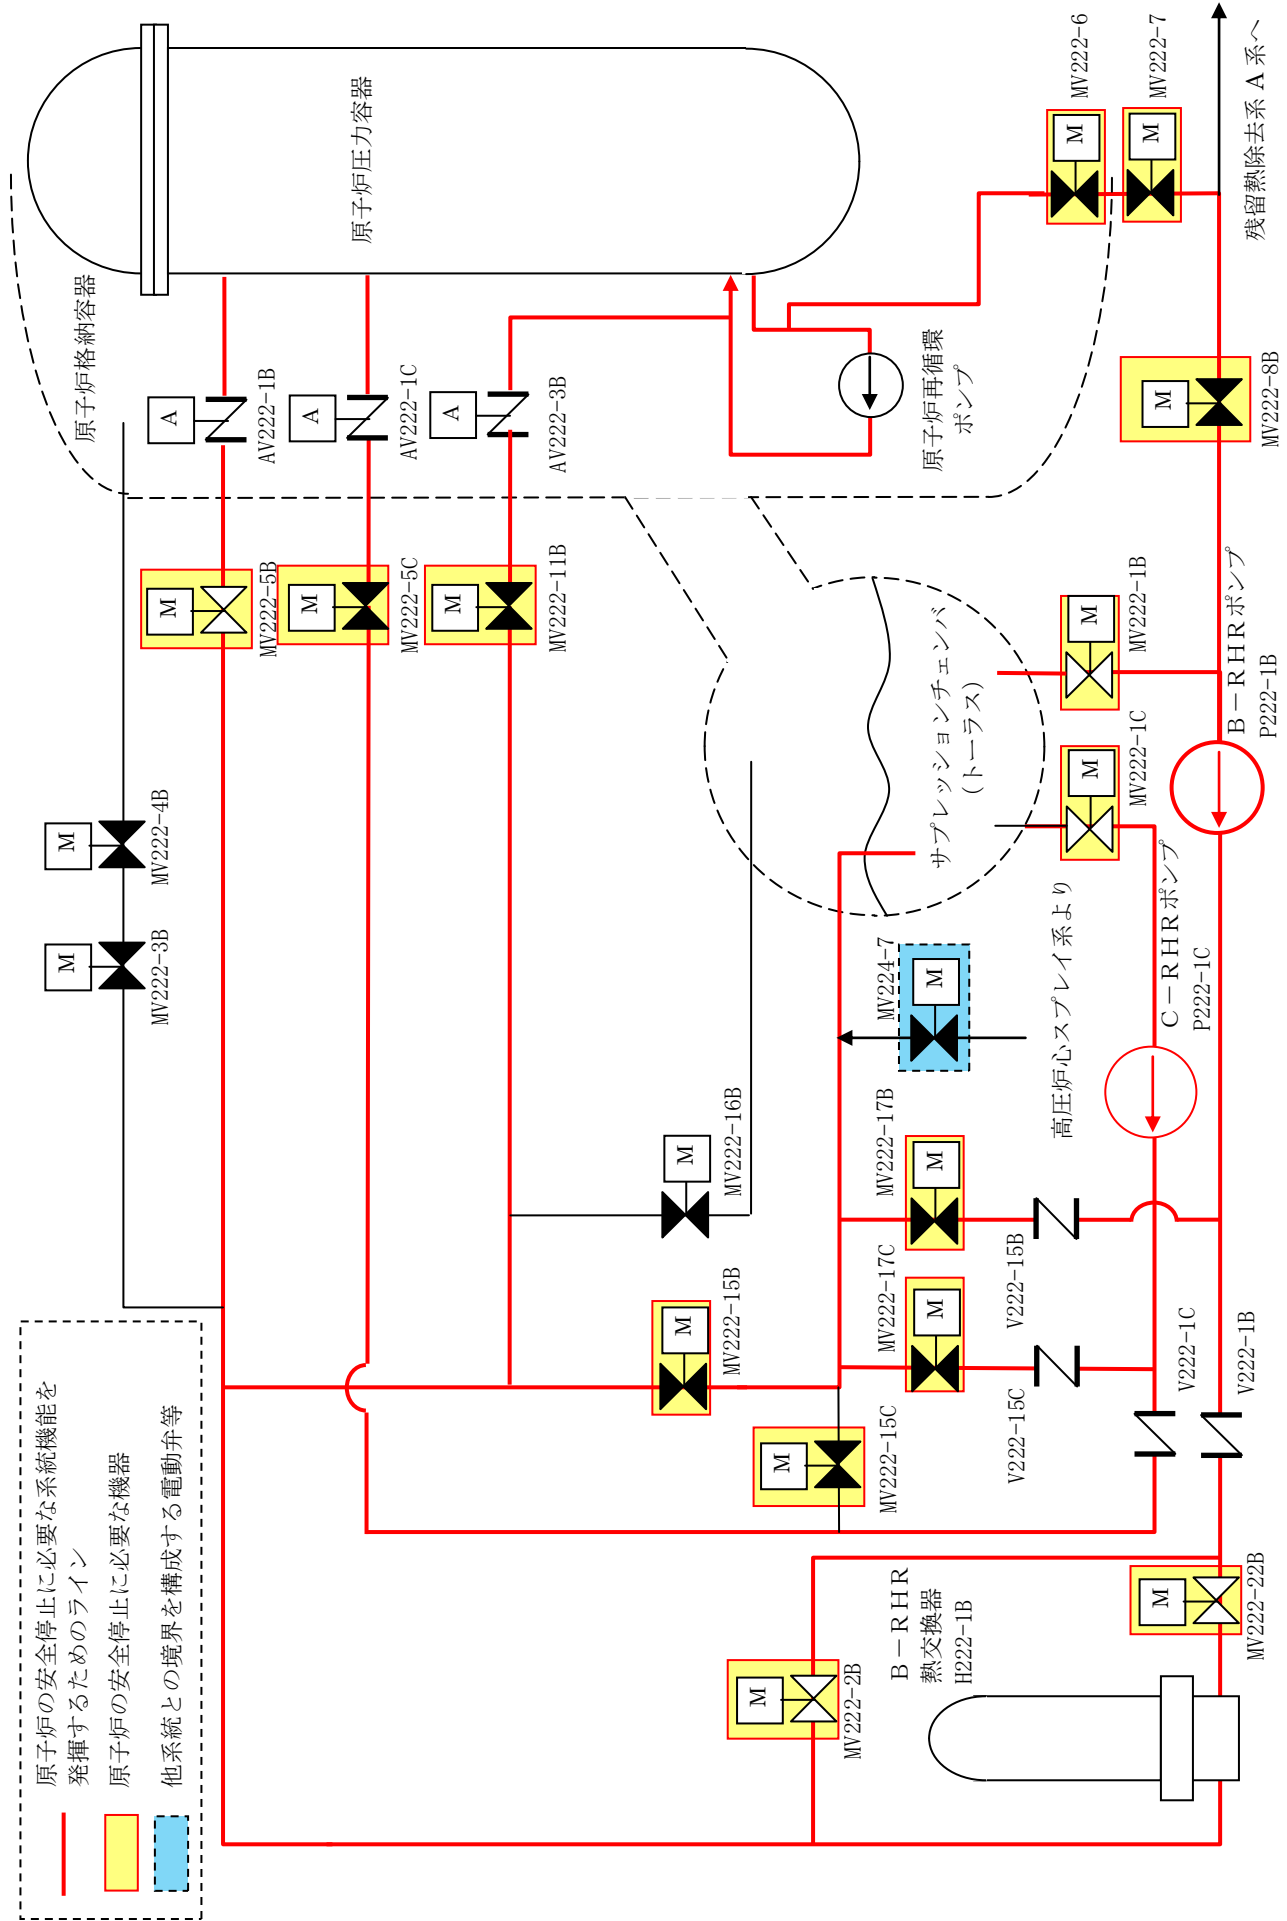 原子炉の安全停止に必要な系統機能を
発揮するためのライン
原子炉の安全停止に必要な機器
他系統との境界を構成する電動弁等
M
MV222-3B
M
MV222-4B
原子炉格納容器
原子炉圧力容器
M
MV222-5B
A
AV222-1B
M
MV222-5C
A
AV222-1C
M
MV222-11B
A
AV222-3B
M
MV222-15B
M
MV222-16B
M
MV222-2B
M
MV222-15C
B－RHR
熱交換器
H222-1B
M
MV222-17C
M
MV222-17B
M
MV224-7
サプレッションチェンバ
(トーラス)
原子炉再循環
ポンプ
V222-15C
V222-15B
高圧炉心スプレイ系より
M
MV222-1C
M
MV222-1B
M
MV222-6
M
MV222-7
M
MV222-22B
V222-1C
V222-1B
C－RHRポンプ
P222-1C
B－RHRポンプ
P222-1B
M
MV222-8B
残留熱除去系 A 系へ